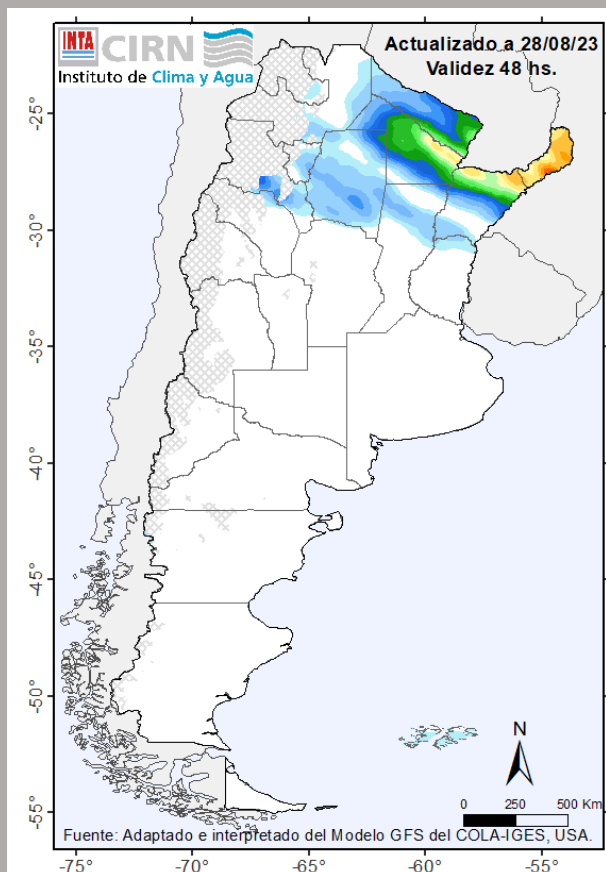 INTA CIRN
Instituto de Clima y Agua
Actualizado a 28/08/23
Validez 48 hs.
-25°
-30°
-35°
-40°
-45°
-50°
-55°
N
0 250 500 Km
Fuente: Adaptado e interpretado del Modelo GFS del COLA-IGES, USA.
-75° -70° -65° -60° -55°